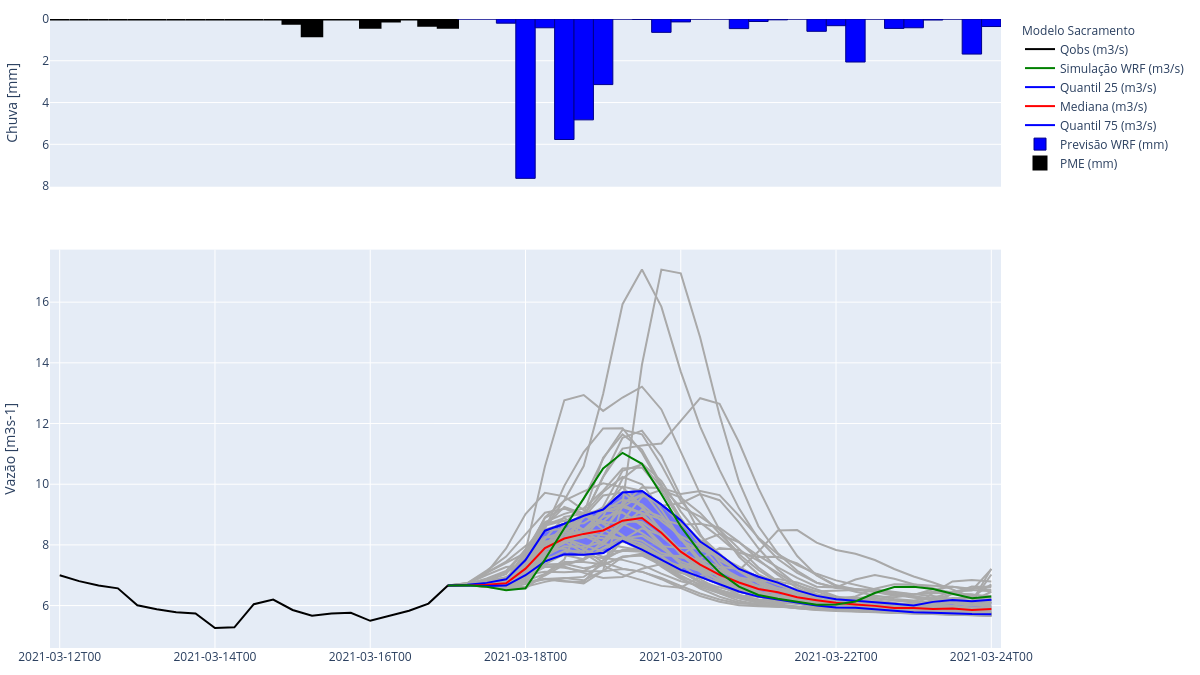 0
2
4
6
8
Chuva [mm]
Modelo Sacramento
Qobs (m3/s)
Simulação WRF (m3/s)
Quantil 25 (m3/s)
Mediana (m3/s)
Quantil 75 (m3/s)
Previsão WRF (mm)
PME (mm)
16
14
12
10
8
6
Vazão [m3s-1]
2021-03-12T00
2021-03-14T00
2021-03-16T00
2021-03-18T00
2021-03-20T00
2021-03-22T00
2021-03-24T00